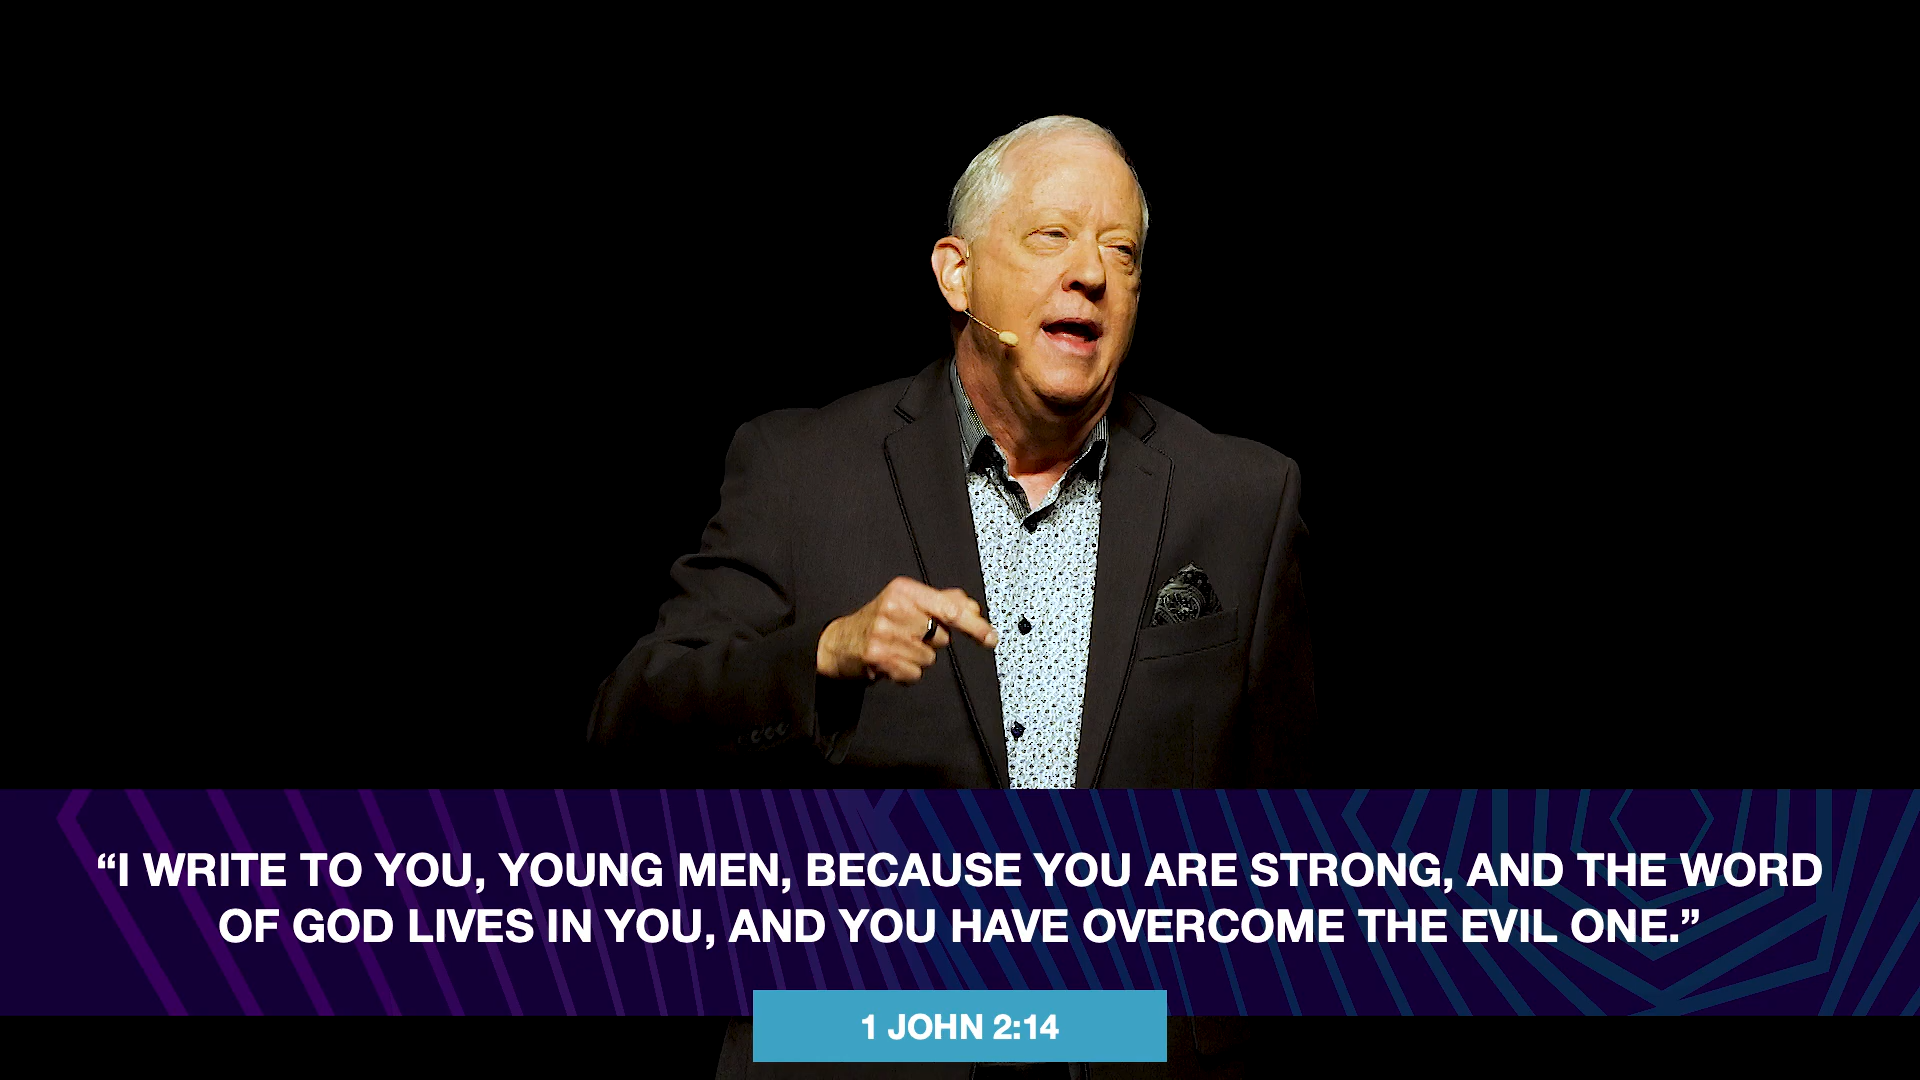 “I WRITE TO YOU, YOUNG MEN, BECAUSE YOU ARE STRONG, AND THE WORD
OF GOD LIVES IN YOU, AND YOU HAVE OVERCOME THE EVIL ONE.”
1 JOHN 2:14